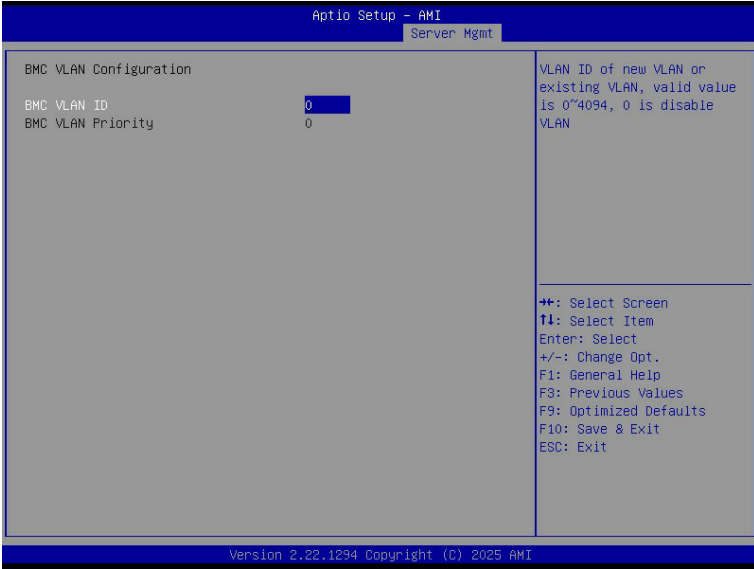 Aptio Setup – AMI
Server Mgmt
BMC VLAN Configuration
BMC VLAN ID 0
BMC VLAN Priority 0
VLAN ID of new VLAN or
existing VLAN, valid value
is 0~4094, 0 is disable
VLAN
→←: Select Screen
↑↓: Select Item
Enter: Select
+/-: Change Opt.
F1: General Help
F3: Previous Values
F9: Optimized Defaults
F10: Save & Exit
ESC: Exit
Version 2.22.1294 Copyright (C) 2025 AMI